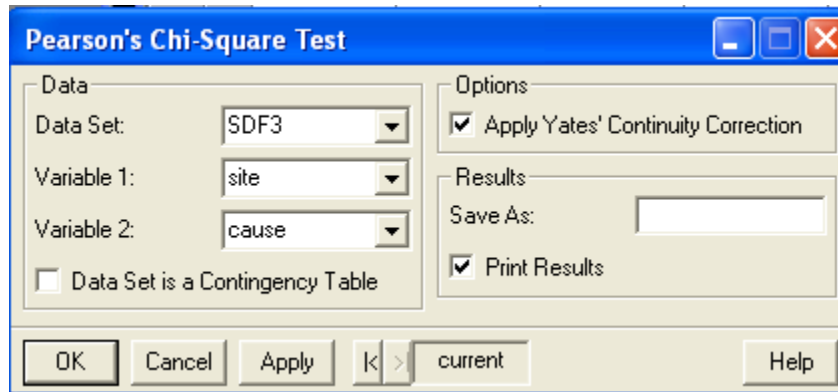 Pearson's Chi-Square Test
Data
Data Set: SDF3
Variable 1: site
Variable 2: cause
Data Set is a Contingency Table
Options
Apply Yates' Continuity Correction
Results
Save As:
Print Results
OK Cancel Apply current Help